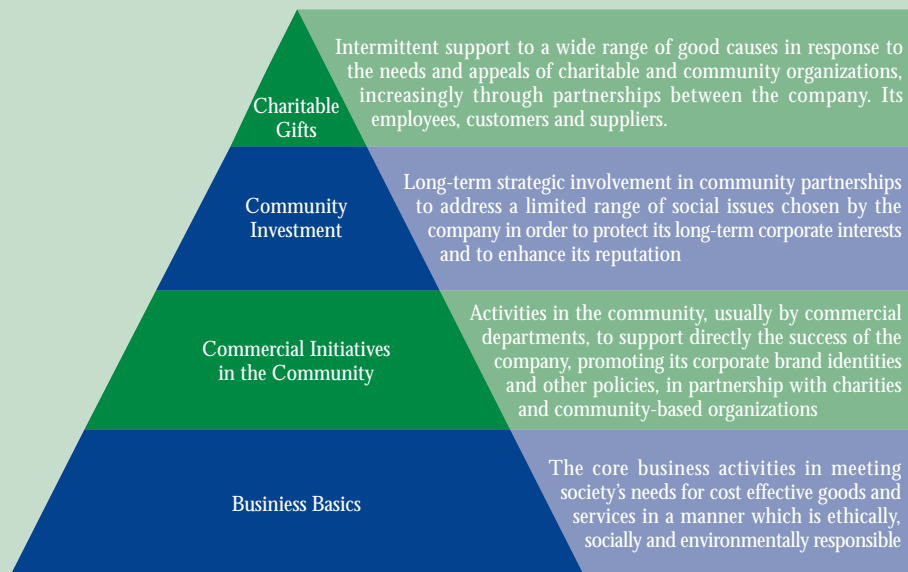 Charitable
Gifts
Intermittent support to a wide range of good causes in response to
the needs and appeals of charitable and community organizations,
increasingly through partnerships between the company. Its
employees, customers and suppliers.
Community
Investment
Long-term strategic involvement in community partnerships
to address a limited range of social issues chosen by the
company in order to protect its long-term corporate interests
and to enhance its reputation
Commercial Initiatives
in the Community
Activities in the community, usually by commercial
departments, to support directly the success of the
company, promoting its corporate brand identities
and other policies, in partnership with charities
and community-based organizations
Businiess Basics
The core business activities in meeting
society's needs for cost effective goods and
services in a manner which is ethically,
socially and environmentally responsible